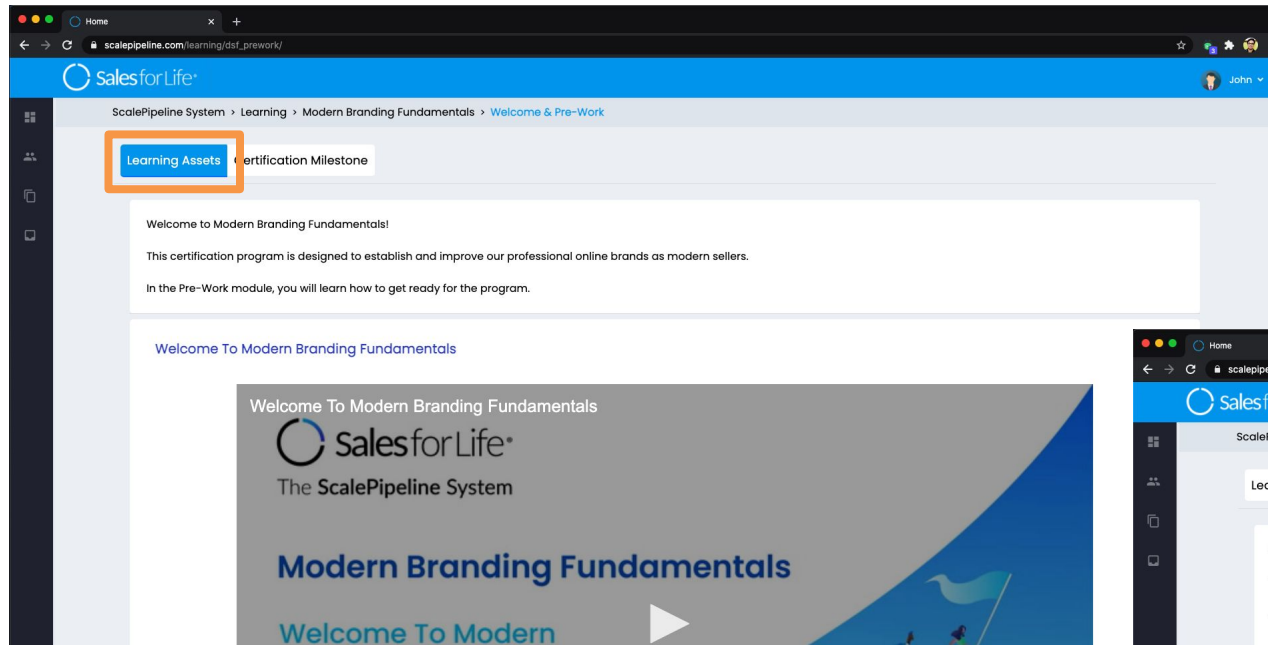 Home
scalepipeline.com/learning/dsf_prework/
Sales for Life
John
ScalePipeline System > Learning > Modern Branding Fundamentals > Welcome & Pre-Work
Learning Assets
ertification Milestone
Welcome to Modern Branding Fundamentals!
This certification program is designed to establish and improve our professional online brands as modern sellers.
In the Pre-Work module, you will learn how to get ready for the program.
Welcome To Modern Branding Fundamentals
Welcome To Modern Branding Fundamentals
Sales for Life
The ScalePipeline System
Modern Branding Fundamentals
Welcome To Modern
Home
scalepipe
Sales f
Scale
Lea